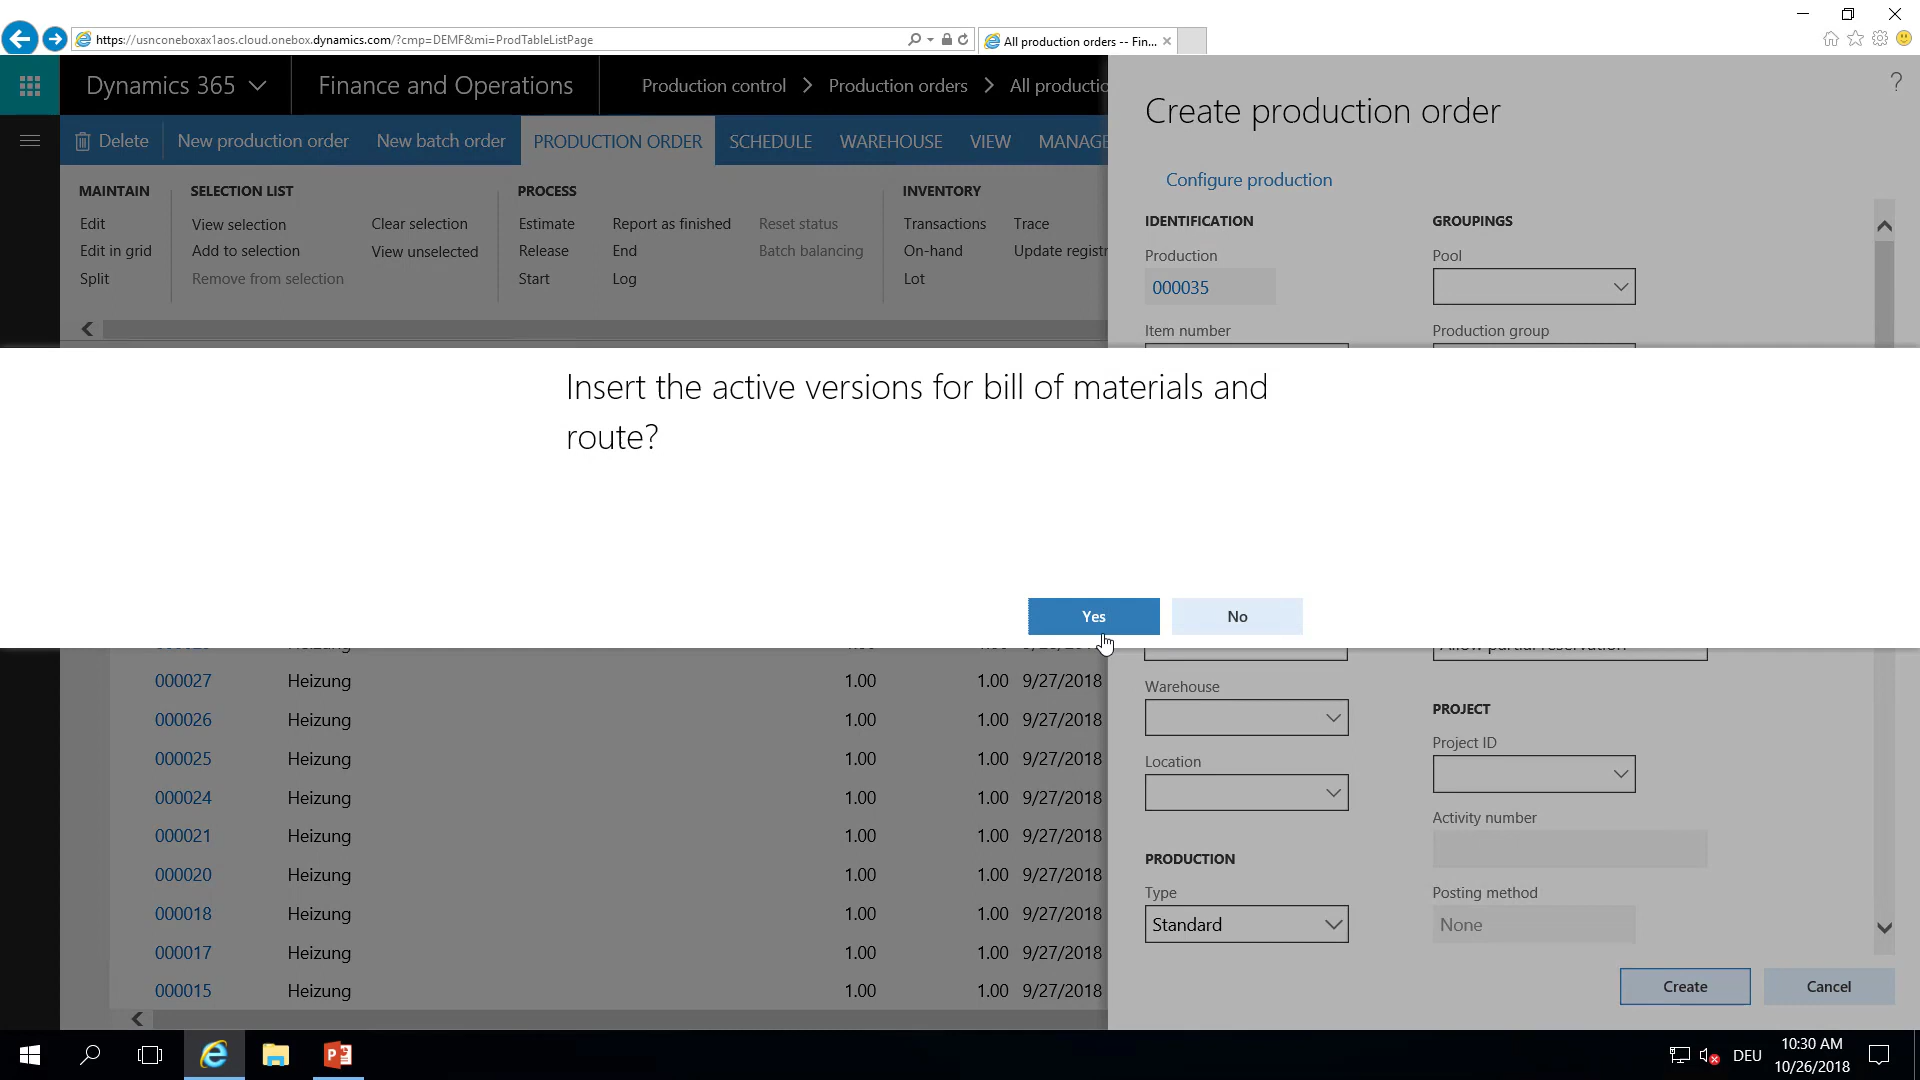 https://usnconeboxax1aos.cloud.onebox.dynamics.com/?cmp=DEMF&mi=ProdTableListPage
All production orders -- Fin...
Dynamics 365
Finance and Operations
Production control
Production orders
All productio
?
Create production order
Delete
New production order
New batch order
PRODUCTION ORDER
SCHEDULE
WAREHOUSE
VIEW
MANAGE
Configure production
MAINTAIN
SELECTION LIST
PROCESS
INVENTORY
Edit
View selection
Clear selection
Estimate
Report as finished
Reset status
Transactions
Trace
Edit in grid
Add to selection
View unselected
Release
End
Batch balancing
On-hand
Update registr
Split
Remove from selection
Start
Log
Lot
IDENTIFICATION
GROUPINGS
Production
Pool
000035
Item number
Production group
Insert the active versions for bill of materials and
route?
Yes
No
Heizung
000027 Heizung 1.00 1.00 9/27/2018
000026 Heizung 1.00 1.00 9/27/2018
000025 Heizung 1.00 1.00 9/27/2018
000024 Heizung 1.00 1.00 9/27/2018
000021 Heizung 1.00 1.00 9/27/2018
000020 Heizung 1.00 1.00 9/27/2018
000018 Heizung 1.00 1.00 9/27/2018
000017 Heizung 1.00 1.00 9/27/2018
000015 Heizung 1.00 1.00 9/27/2018
Allow partial reservation
Warehouse
PROJECT
Project ID
Location
Activity number
PRODUCTION
Type
Posting method
Standard
None
Create
Cancel
DEU
10:30 AM
10/26/2018